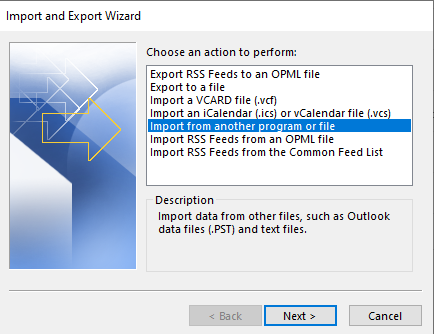 Import and Export Wizard
Choose an action to perform:
Export RSS Feeds to an OPML file
Export to a file
Import a VCARD file (.vcf)
Import an iCalendar (.ics) or vCalendar file (.vcs)
Import from another program or file
Import RSS Feeds from an OPML file
Import RSS Feeds from the Common Feed List
Description
Import data from other files, such as Outlook
data files (.PST) and text files.
< Back
Next >
Cancel